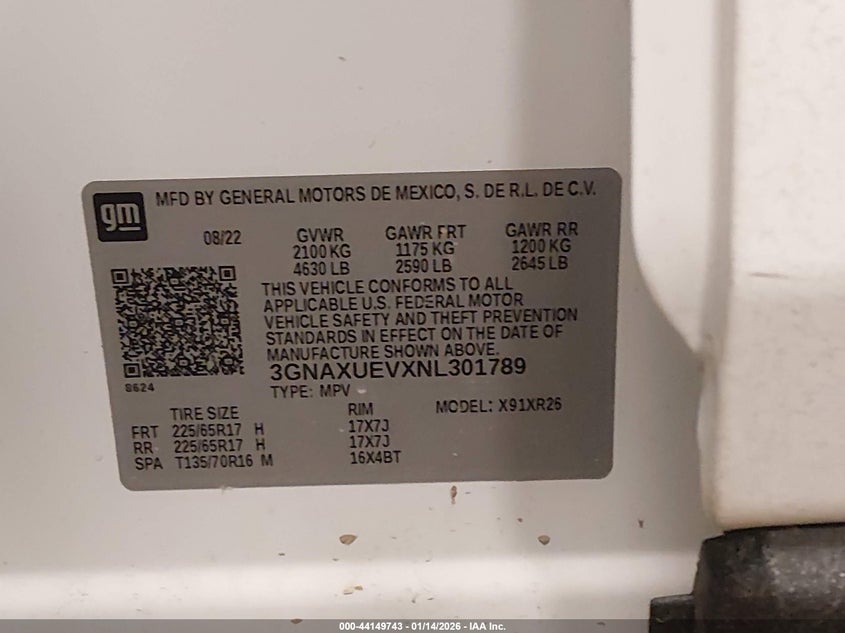 gm
MFD BY GENERAL MOTORS DE MEXICO, S. DE R.L. DE C.V.
08/22 GVWR GAWR FRT GAWR RR
2100 KG 1175 KG 1200 KG
4630 LB 2590 LB 2645 LB
THIS VEHICLE CONFORMS TO ALL
APPLICABLE U.S. FEDERAL MOTOR
VEHICLE SAFETY AND THEFT PREVENTION
STANDARDS IN EFFECT ON THE DATE OF
MANUFACTURE SHOWN ABOVE.
8624
3GNAXUEVXNL301789
TYPE: MPV
MODEL: X91XR26
TIRE SIZE RIM
FRT 225/65R17 H 17X7J
RR 225/65R17 H 17X7J
SPA T135/70R16 M 16X4BT
000-44149743 - 01/14/2026 - IAA Inc.